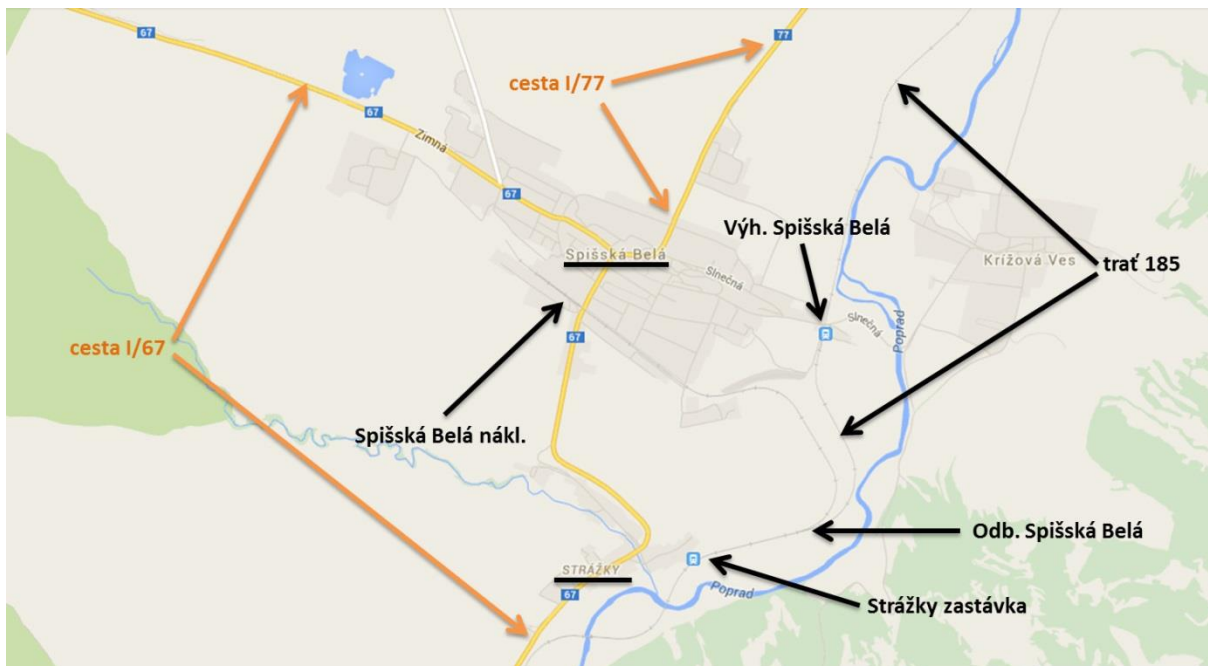 67
77
cesta I/77
67
Zimná
67
Výh. Spišská Belá
Spišská Belá
Slnečná
Krížová Ves
trať 185
Slnečná
Poprad
67
cesta I/67
Spišská Belá nákl.
Odb. Spišská Belá
STRÁŽKY
67
Poprad
Strážky zastávka